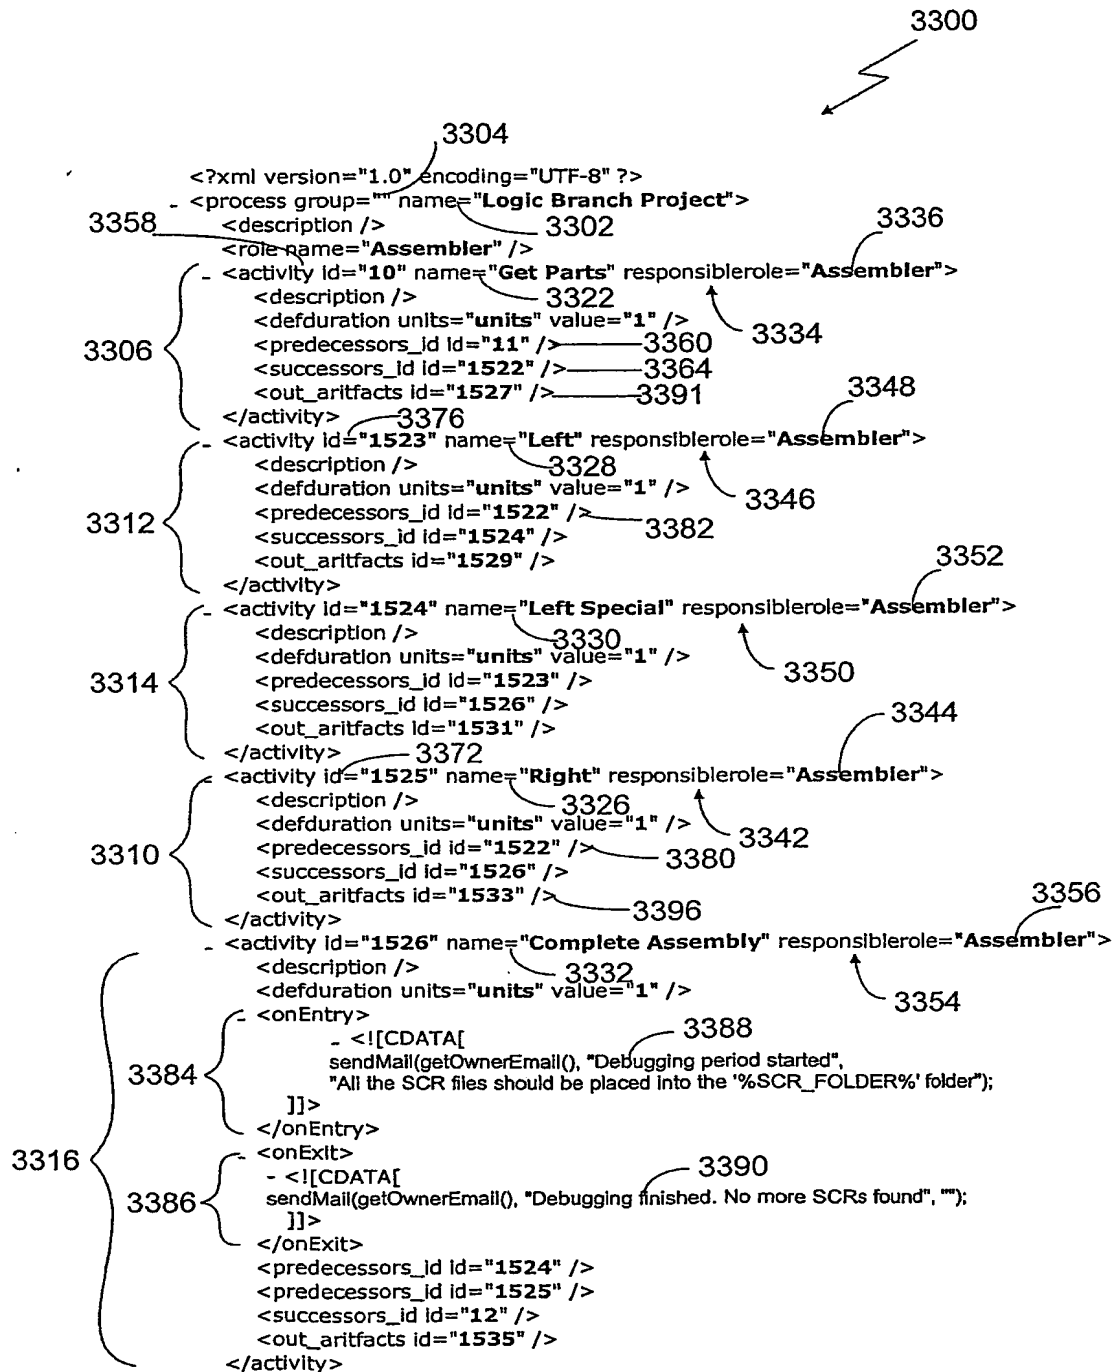 3300
3304
<?xml version="1.0" encoding="UTF-8" ?>
- <process group="" name="Logic Branch Project">
3358 <description /> 3302 3336
<role name="Assembler" />
- <activity id="10" name="Get Parts" responsiblerole="Assembler">
<description /> 3322
<defduration units="units" value="1" /> 3334
3306 <predecessors_id id="11" /> 3360
<successors_id id="1522" /> 3364
<out_aritfacts id="1527" /> 3391 3348
</activity> 3376
- <activity id="1523" name="Left" responsiblerole="Assembler">
<description /> 3328
<defduration units="units" value="1" /> 3346
3312 <predecessors_id id="1522" /> 3382
<successors_id id="1524" />
<out_aritfacts id="1529" />
</activity> 3352
- <activity id="1524" name="Left Special" responsiblerole="Assembler">
<description /> 3330
<defduration units="units" value="1" /> 3350
3314 <predecessors_id id="1523" />
<successors_id id="1526" />
<out_aritfacts id="1531" /> 3344
</activity> 3372
- <activity id="1525" name="Right" responsiblerole="Assembler">
<description /> 3326
<defduration units="units" value="1" /> 3342
3310 <predecessors_id id="1522" /> 3380
<successors_id id="1526" />
<out_aritfacts id="1533" /> 3396
</activity> 3356
- <activity id="1526" name="Complete Assembly" responsiblerole="Assembler">
<description /> 3332
<defduration units="units" value="1" /> 3354
- <onEntry>
- <![CDATA[ 3388
3384 sendMail(getOwnerEmail(), "Debugging period started",
"All the SCR files should be placed into the '%SCR_FOLDER%' folder");
]]>
</onEntry>
3316 - <onExit>
- <![CDATA[ 3390
3386 sendMail(getOwnerEmail(), "Debugging finished. No more SCRs found", "");
]]>
</onExit>
<predecessors_id id="1524" />
<predecessors_id id="1525" />
<successors_id id="12" />
<out_aritfacts id="1535" />
</activity>